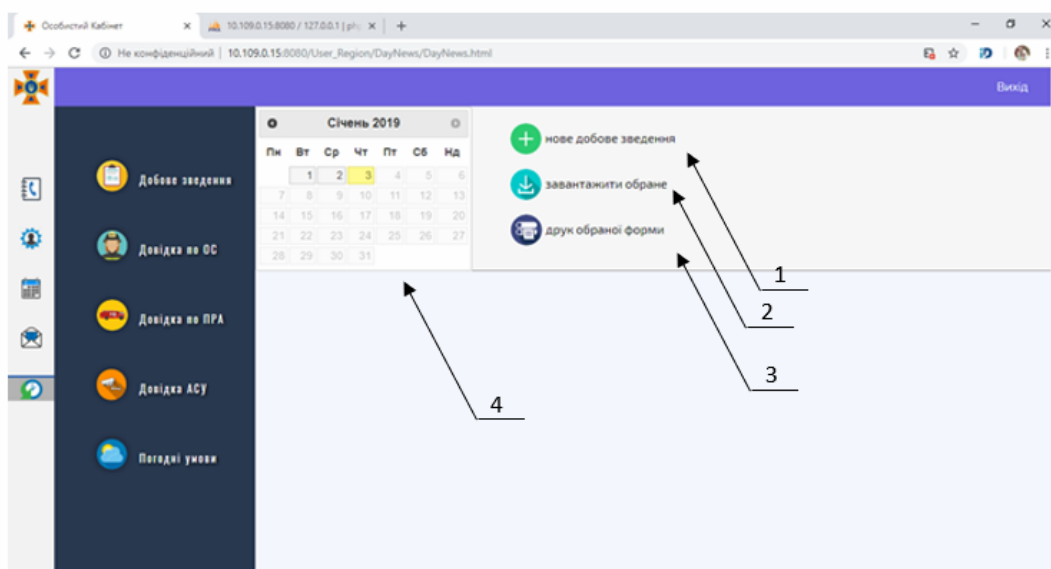 Особистий Кабінет
10.109.0.15:8080 / 127.0.0.1 | ph
Не конфіденційний | 10.109.0.15:8080/User_Region/DayNews/DayNews.html
Вихід
Січень 2019
Пн Вт Ср Чт Пт Сб Нд
1 2 3 4 5 6
7 8 9 10 11 12 13
14 15 16 17 18 19 20
21 22 23 24 25 26 27
28 29 30 31
нове добове зведення
завантажити обране
друк обраної форми
Добове зведення
Довідка по ОС
Довідка по ПРА
Довідка АСУ
Погодні умови
1
2
3
4